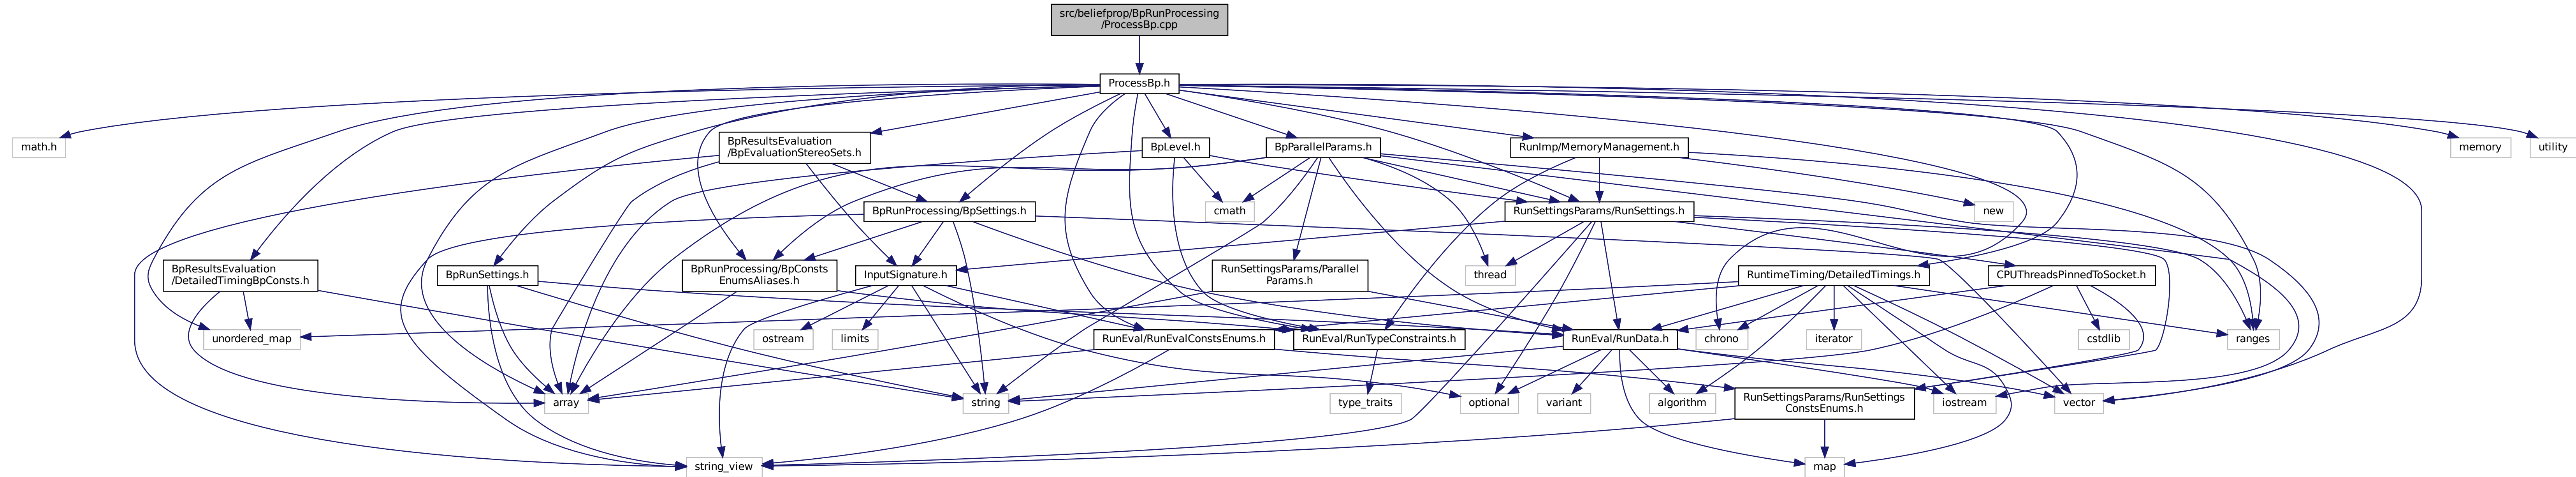 src/beliefprop/BpRunProcessing
/ProcessBp.cpp
ProcessBp.h
math.h
BpResultsEvaluation
/BpEvaluationStereoSets.h
BpLevel.h
BpParallelParams.h
RunImp/MemoryManagement.h
memory
utility
BpRunProcessing/BpSettings.h
cmath
RunSettingsParams/RunSettings.h
new
BpResultsEvaluation
/DetailedTimingBpConsts.h
BpRunSettings.h
BpRunProcessing/BpConsts
EnumsAliases.h
InputSignature.h
RunSettingsParams/Parallel
Params.h
thread
RuntimeTiming/DetailedTimings.h
CPUThreadsPinnedToSocket.h
unordered_map
ostream
limits
RunEval/RunEvalConstsEnums.h
RunEval/RunTypeConstraints.h
RunEval/RunData.h
chrono
iterator
cstdlib
ranges
array
string
type_traits
optional
variant
algorithm
RunSettingsParams/RunSettings
ConstsEnums.h
iostream
vector
string_view
map